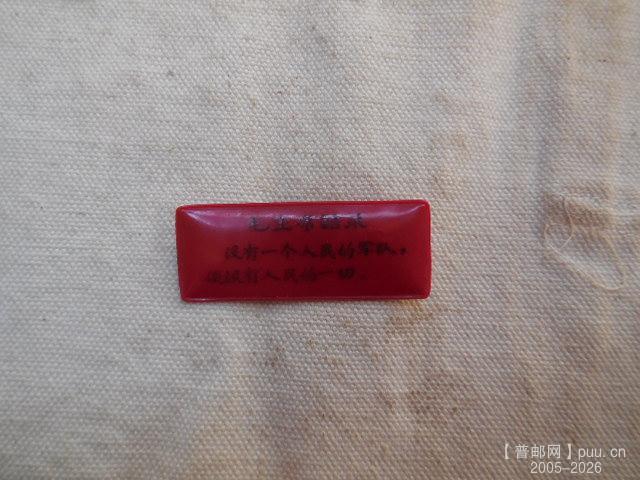 毛主席语录
没有一个人民的军队，
便没有人民的一切。
【普邮网】puu.cn
2005-2026